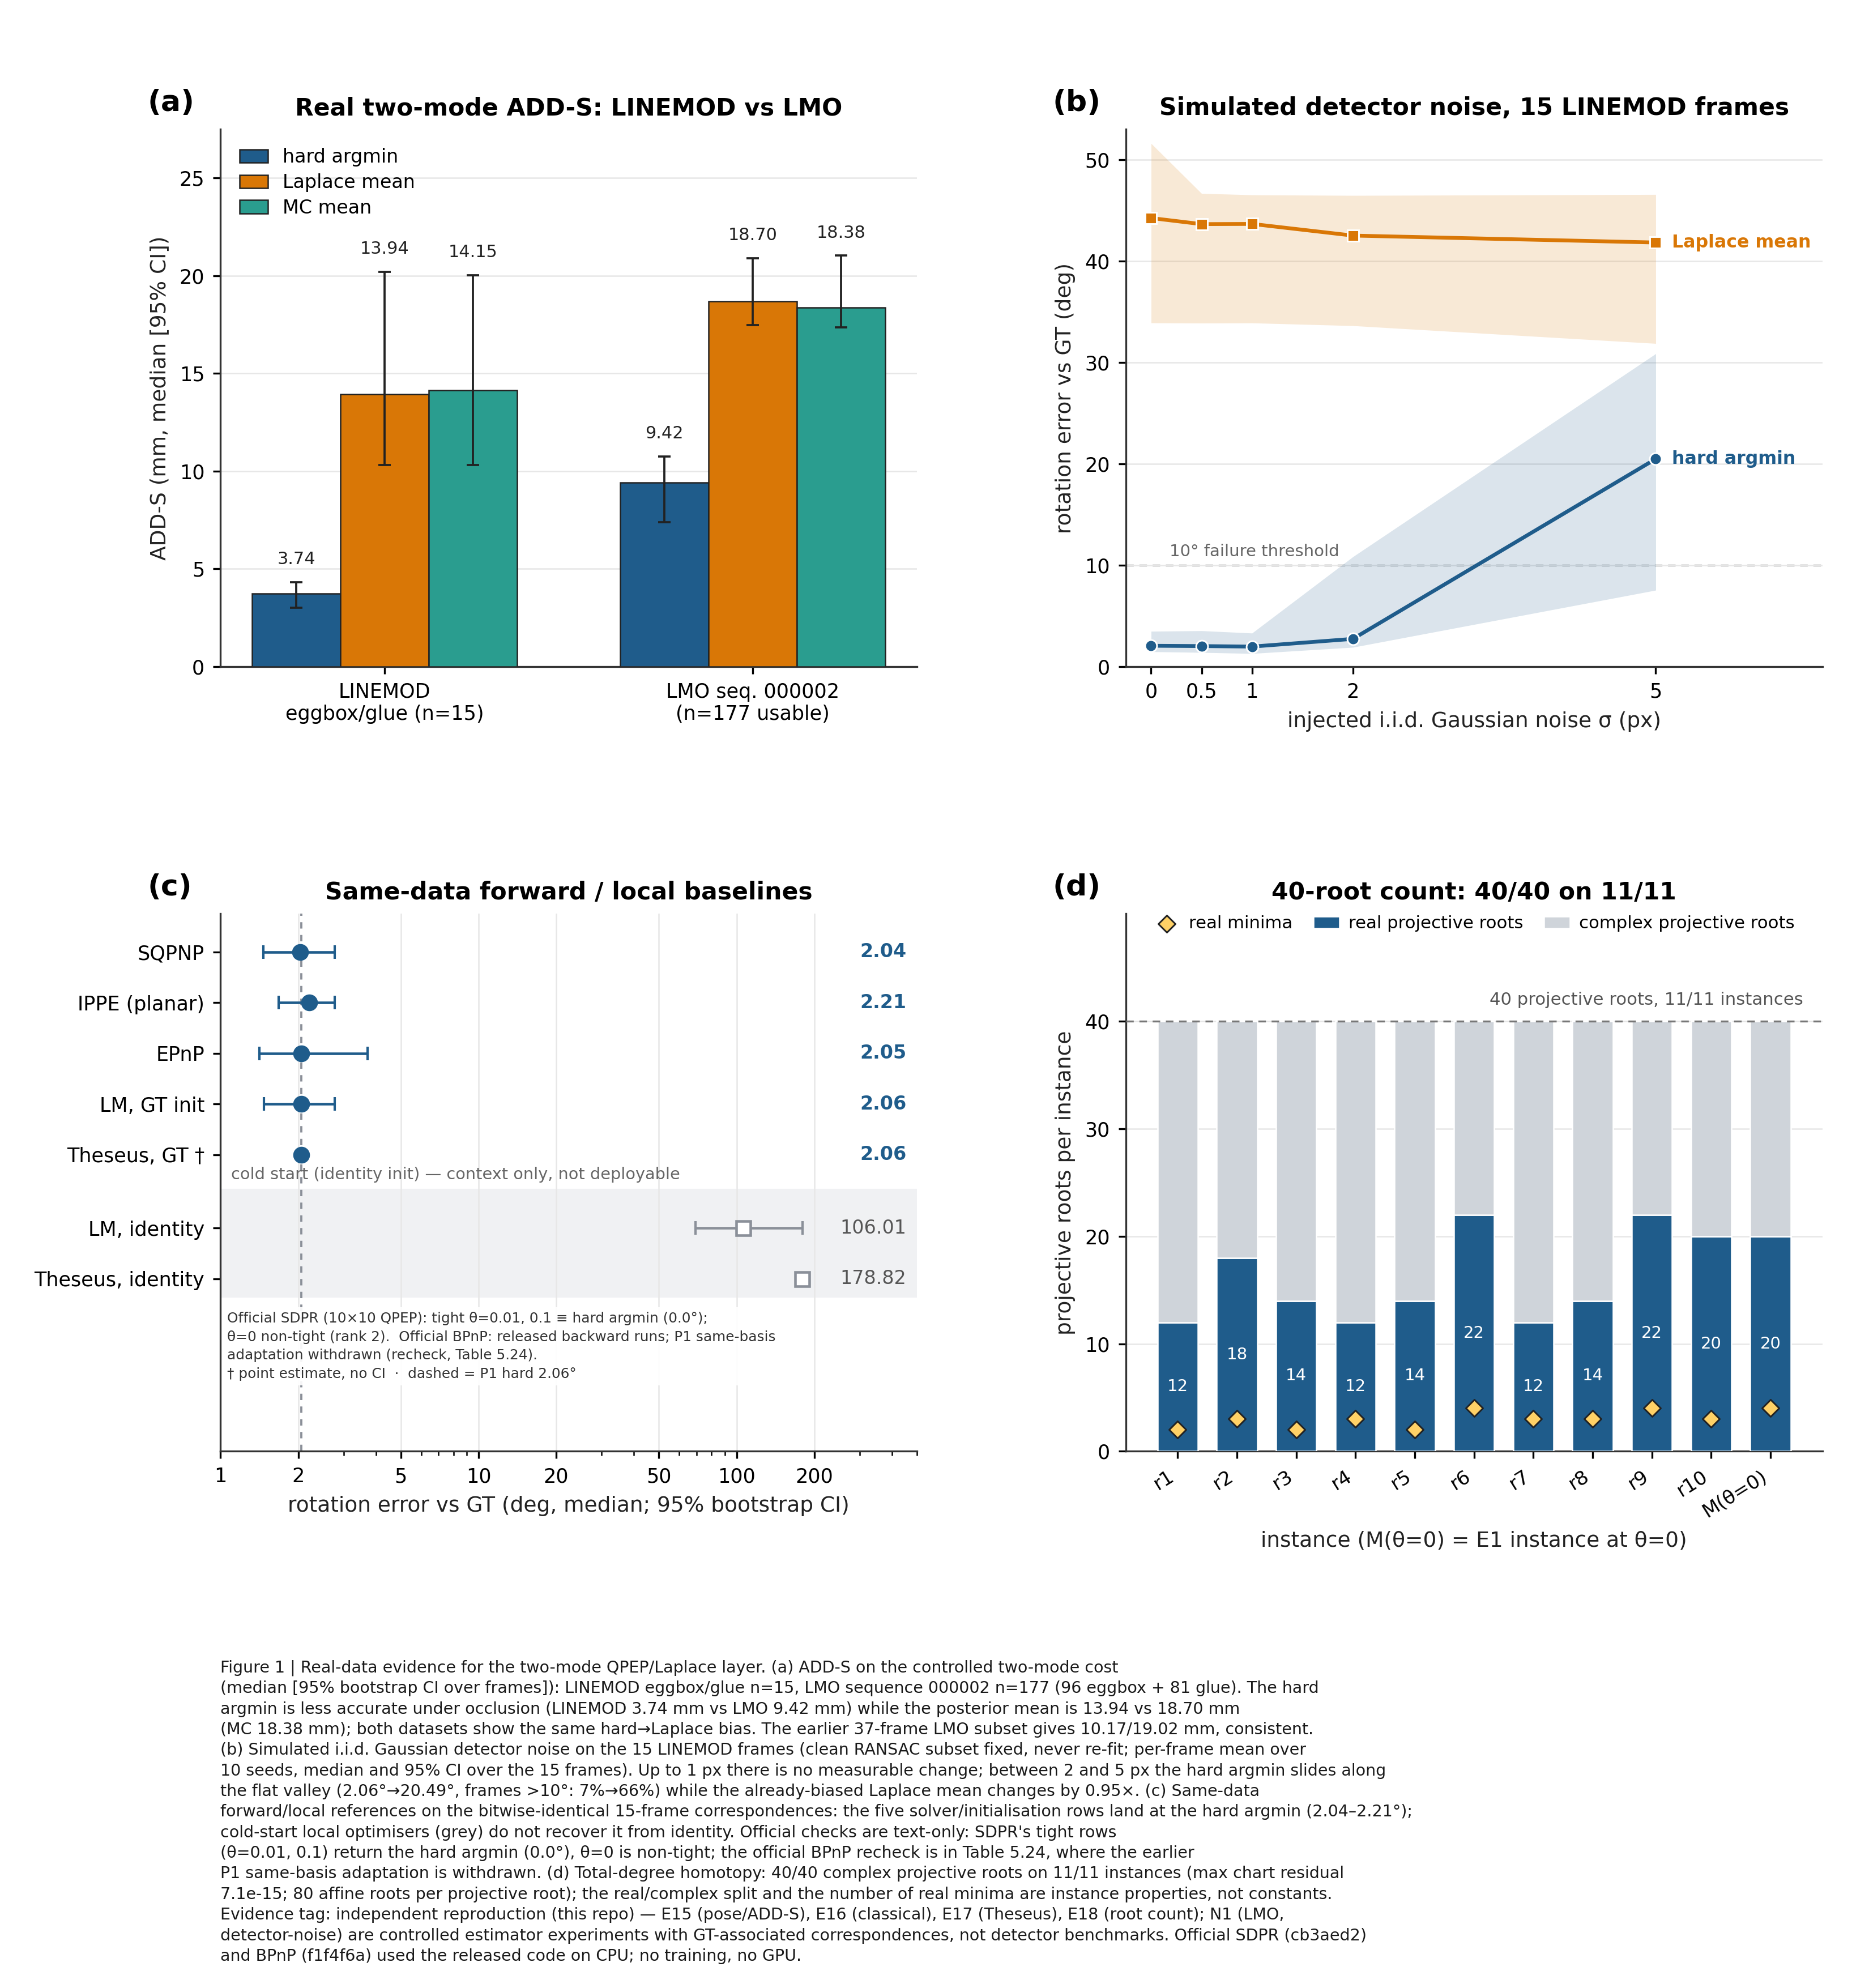 (a)
Real two-mode ADD-S: LINEMOD vs LMO
hard argmin
Laplace mean
MC mean
ADD-S (mm, median [95% CI])
25
20
15
10
5
0
3.74
13.94
14.15
9.42
18.70
18.38
LINEMOD
eggbox/glue (n=15)
LMO seq. 000002
(n=177 usable)
(b)
Simulated detector noise, 15 LINEMOD frames
rotation error vs GT (deg)
50
40
30
20
10
0
Laplace mean
hard argmin
10° failure threshold
0 0.5 1 2 5
injected i.i.d. Gaussian noise σ (px)
(c)
Same-data forward / local baselines
SQPNP 2.04
IPPE (planar) 2.21
EPnP 2.05
LM, GT init 2.06
Theseus, GT † 2.06
cold start (identity init) — context only, not deployable
LM, identity 106.01
Theseus, identity 178.82
Official SDPR (10×10 QPEP): tight θ=0.01, 0.1 ≡ hard argmin (0.0°);
θ=0 non-tight (rank 2). Official BPnP: released backward runs; P1 same-basis
adaptation withdrawn (recheck, Table 5.24).
† point estimate, no CI · dashed = P1 hard 2.06°
1 2 5 10 20 50 100 200
rotation error vs GT (deg, median; 95% bootstrap CI)
(d)
40-root count: 40/40 on 11/11
real minima
real projective roots
complex projective roots
40 projective roots, 11/11 instances
projective roots per instance
40
30
20
10
0
12 18 14 12 14 22 12 14 22 20 20
r1 r2 r3 r4 r5 r6 r7 r8 r9 r10 M(θ=0)
instance (M(θ=0) = E1 instance at θ=0)
Figure 1 | Real-data evidence for the two-mode QPEP/Laplace layer. (a) ADD-S on the controlled two-mode cost
(median [95% bootstrap CI over frames]): LINEMOD eggbox/glue n=15, LMO sequence 000002 n=177 (96 eggbox + 81 glue). The hard
argmin is less accurate under occlusion (LINEMOD 3.74 mm vs LMO 9.42 mm) while the posterior mean is 13.94 vs 18.70 mm
(MC 18.38 mm); both datasets show the same hard→Laplace bias. The earlier 37-frame LMO subset gives 10.17/19.02 mm, consistent.
(b) Simulated i.i.d. Gaussian detector noise on the 15 LINEMOD frames (clean RANSAC subset fixed, never re-fit; per-frame mean over
10 seeds, median and 95% CI over the 15 frames). Up to 1 px there is no measurable change; between 2 and 5 px the hard argmin slides along
the flat valley (2.06°→20.49°, frames >10°: 7%→66%) while the already-biased Laplace mean changes by 0.95×. (c) Same-data
forward/local references on the bitwise-identical 15-frame correspondences: the five solver/initialisation rows land at the hard argmin (2.04–2.21°);
cold-start local optimisers (grey) do not recover it from identity. Official checks are text-only: SDPR's tight rows
(θ=0.01, 0.1) return the hard argmin (0.0°), θ=0 is non-tight; the official BPnP recheck is in Table 5.24, where the earlier
P1 same-basis adaptation is withdrawn. (d) Total-degree homotopy: 40/40 complex projective roots on 11/11 instances (max chart residual
7.1e-15; 80 affine roots per projective root); the real/complex split and the number of real minima are instance properties, not constants.
Evidence tag: independent reproduction (this repo) — E15 (pose/ADD-S), E16 (classical), E17 (Theseus), E18 (root count); N1 (LMO,
detector-noise) are controlled estimator experiments with GT-associated correspondences, not detector benchmarks. Official SDPR (cb3aed2)
and BPnP (f1f4f6a) used the released code on CPU; no training, no GPU.